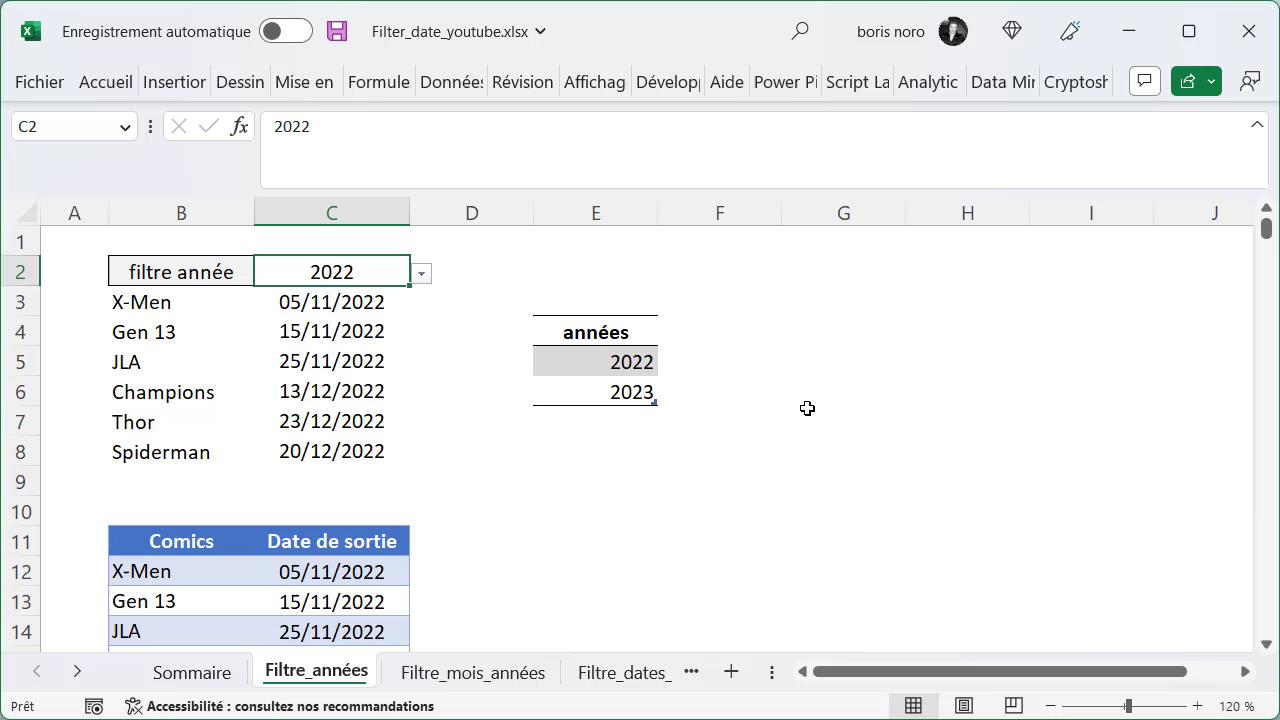 Enregistrement automatique Filter_date_youtube.xlsx boris noro
Fichier Accueil Insertior Dessin Mise en Formule Donnée: Révision Affichag Dévelop Aide Power Pi Script La Analytic Data Mir Cryptosh
C2 fx 2022
A B C D E F G H I J
1
2 filtre année 2022
3 X-Men 05/11/2022
4 Gen 13 15/11/2022 années
5 JLA 25/11/2022 2022
6 Champions 13/12/2022 2023
7 Thor 23/12/2022
8 Spiderman 20/12/2022
9
10
11 Comics Date de sortie
12 X-Men 05/11/2022
13 Gen 13 15/11/2022
14 JLA 25/11/2022
Sommaire Filtre_années Filtre_mois_années Filtre_dates_ ...
Prêt Accessibilité : consultez nos recommandations 120 %